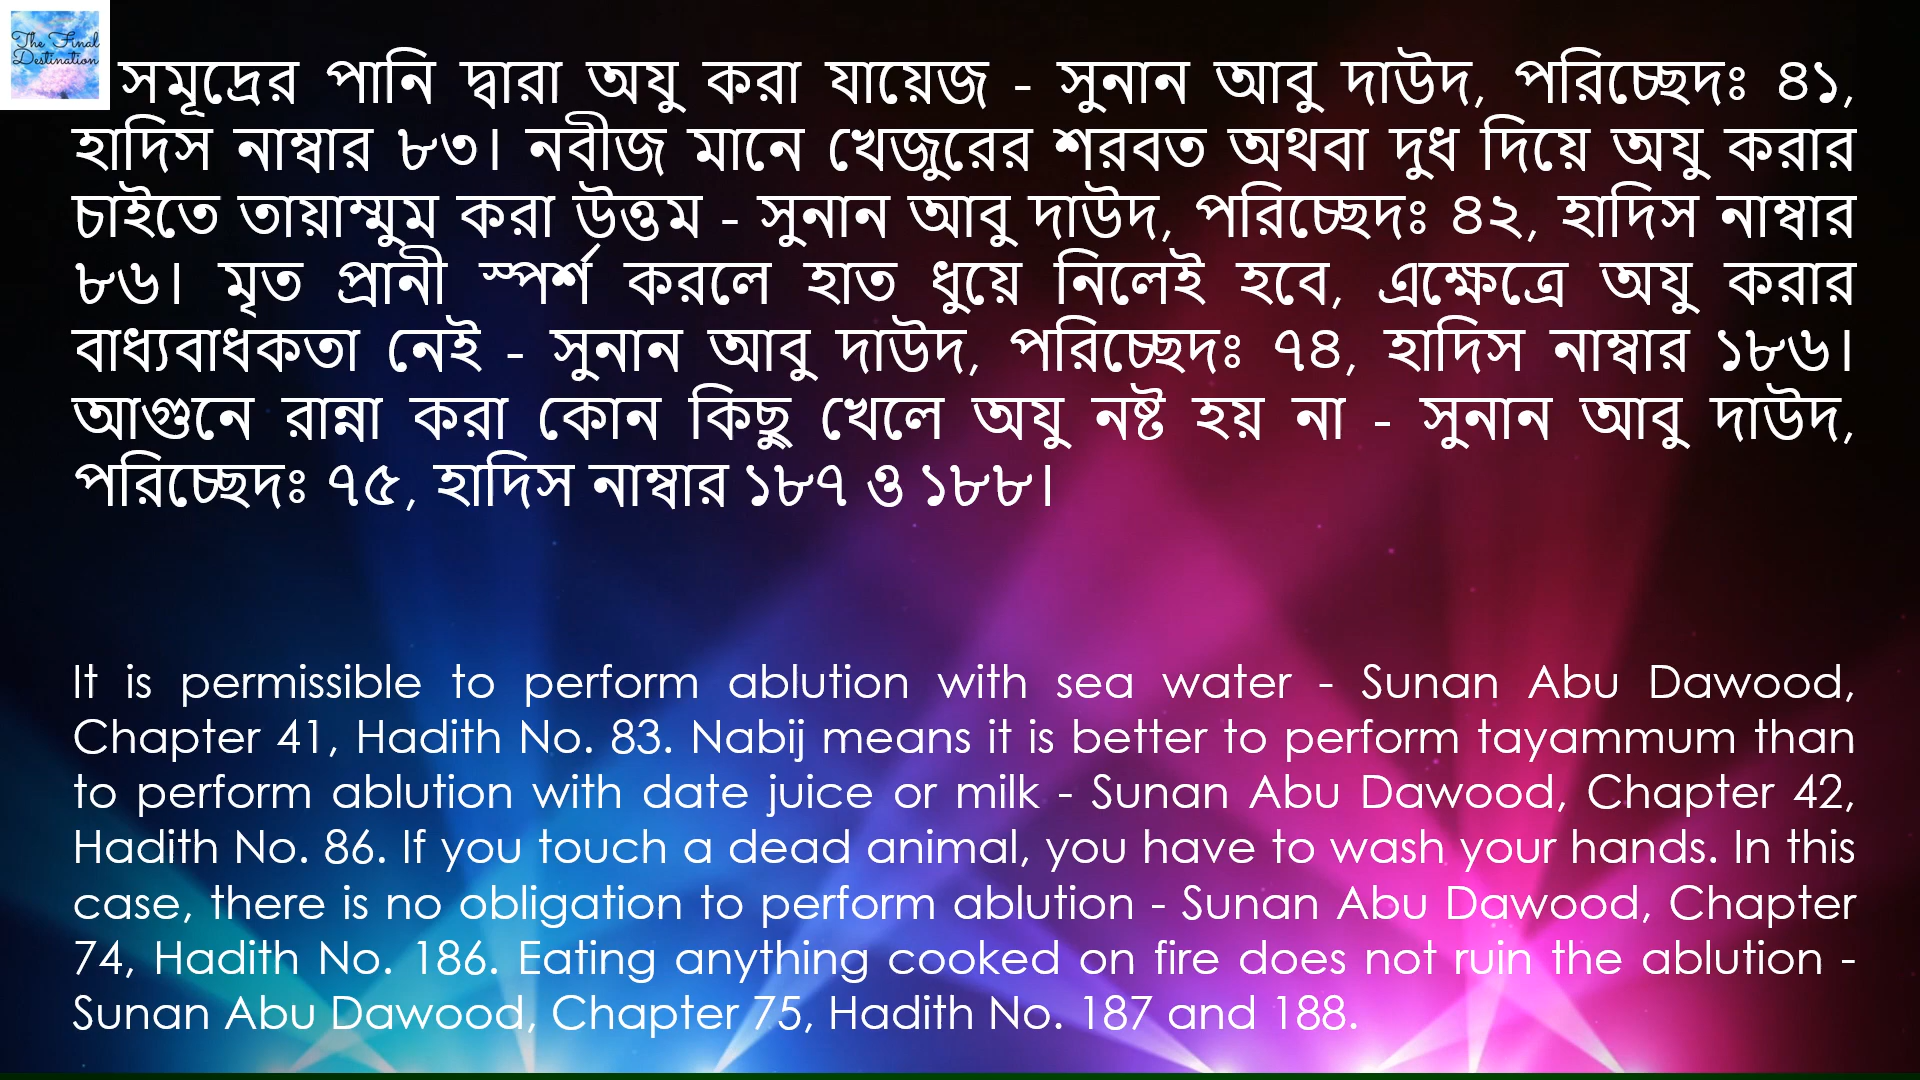 The Final
Destination
সমূদ্রের পানি দ্বারা অযু করা যায়েজ - সুনান আবু দাউদ, পরিচ্ছেদঃ ৪১,
হাদিস নাম্বার ৮৩। নবীজ মানে খেজুরের শরবত অথবা দুধ দিয়ে অযু করার
চাইতে তায়াম্মুম করা উত্তম - সুনান আবু দাউদ, পরিচ্ছেদঃ ৪২, হাদিস নাম্বার
৮৬। মৃত প্রানী স্পর্শ করলে হাত ধুয়ে নিলেই হবে, এক্ষেত্রে অযু করার
বাধ্যবাধকতা নেই - সুনান আবু দাউদ, পরিচ্ছেদঃ ৭৪, হাদিস নাম্বার ১৮৬।
আগুনে রান্না করা কোন কিছু খেলে অযু নষ্ট হয় না - সুনান আবু দাউদ,
পরিচ্ছেদঃ ৭৫, হাদিস নাম্বার ১৮৭ ও ১৮৮।
It is permissible to perform ablution with sea water - Sunan Abu Dawood,
Chapter 41, Hadith No. 83. Nabij means it is better to perform tayammum than
to perform ablution with date juice or milk - Sunan Abu Dawood, Chapter 42,
Hadith No. 86. If you touch a dead animal, you have to wash your hands. In this
case, there is no obligation to perform ablution - Sunan Abu Dawood, Chapter
74, Hadith No. 186. Eating anything cooked on fire does not ruin the ablution -
Sunan Abu Dawood, Chapter 75, Hadith No. 187 and 188.